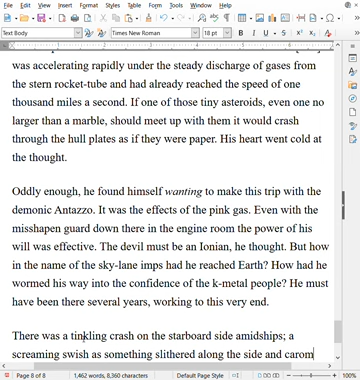 File Edit View Insert Format Styles Table Form Tools Window Help
Text Body Times New Roman 18 pt
was accelerating rapidly under the steady discharge of gases from
the stern rocket-tube and had already reached the speed of one
thousand miles a second. If one of those tiny asteroids, even one no
larger than a marble, should meet up with them it would crash
through the hull plates as if they were paper. His heart went cold at
the thought.
Oddly enough, he found himself wanting to make this trip with the
demonic Antazzo. It was the effects of the pink gas. Even with the
misshapen guard down there in the engine room the power of his
will was effective. The devil must be an Ionian, he thought. But how
in the name of the sky-lane imps had he reached Earth? How had he
wormed his way into the confidence of the k-metal people? He must
have been there several years, working to this very end.
There was a tinkling crash on the starboard side amidships; a
screaming swish as something slithered along the side and carom
Page 8 of 8 1,462 words, 8,360 characters Default Page Style 100%